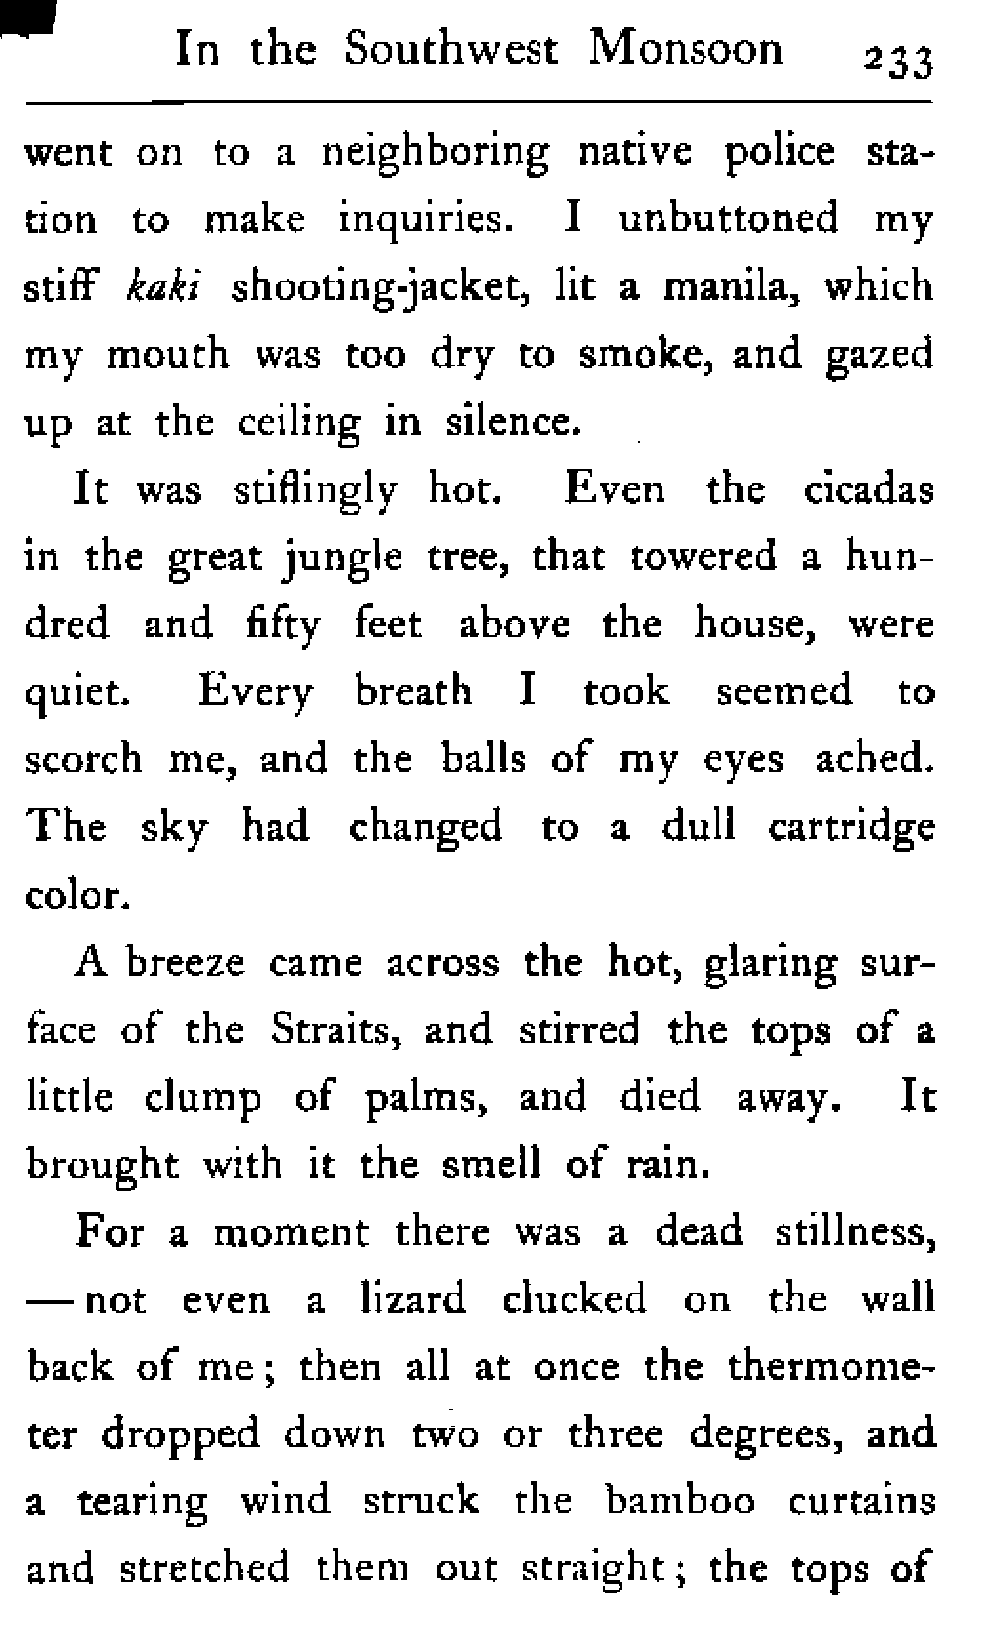 In the Southwest Monsoon 233
went on to a neighboring native police sta-
tion to make inquiries. I unbuttoned my
stiff kaki shooting-jacket, lit a manila, which
my mouth was too dry to smoke, and gazed
up at the ceiling in silence.
It was stiflingly hot. Even the cicadas
in the great jungle tree, that towered a hun-
dred and fifty feet above the house, were
quiet. Every breath I took seemed to
scorch me, and the balls of my eyes ached.
The sky had changed to a dull cartridge
color.
A breeze came across the hot, glaring sur-
face of the Straits, and stirred the tops of a
little clump of palms, and died away. It
brought with it the smell of rain.
For a moment there was a dead stillness,
— not even a lizard clucked on the wall
back of me; then all at once the thermome-
ter dropped down two or three degrees, and
a tearing wind struck the bamboo curtains
and stretched them out straight; the tops of